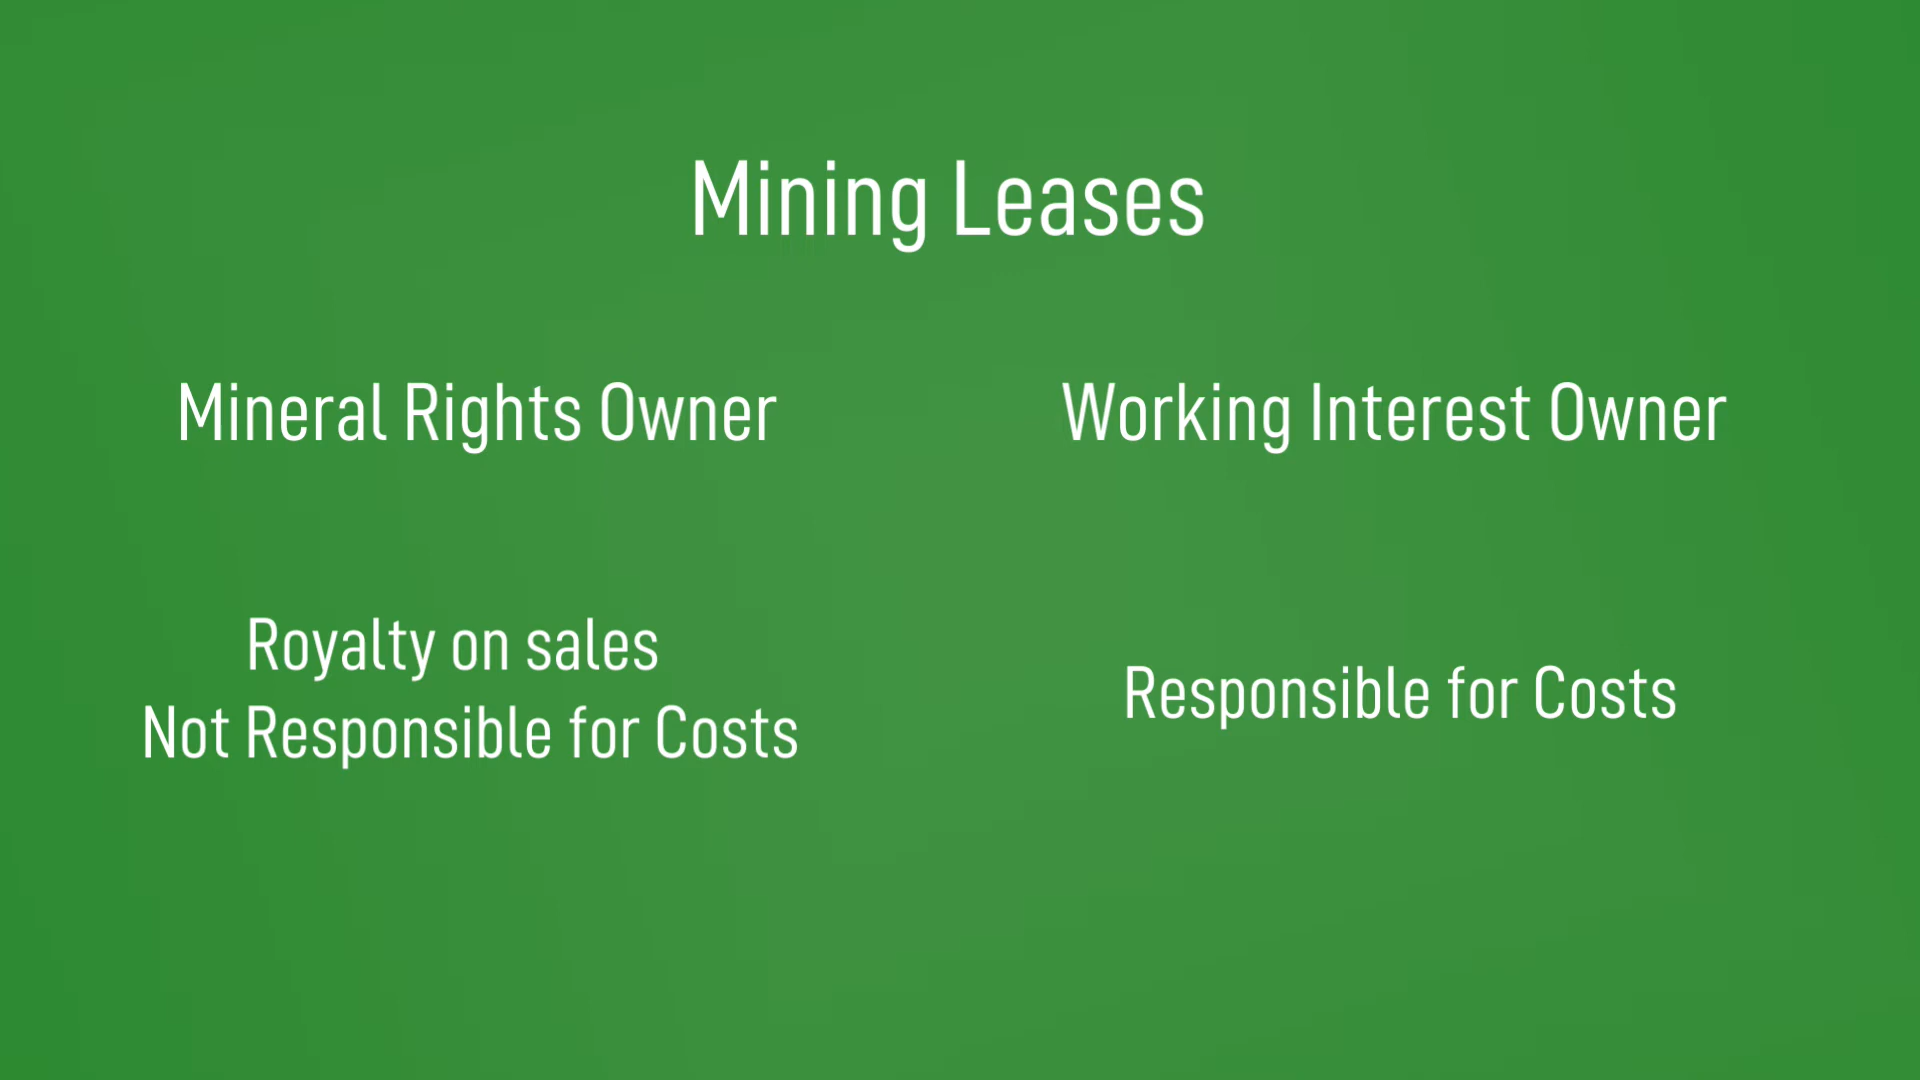 Mining Leases
Mineral Rights Owner
Working Interest Owner
Royalty on sales
Not Responsible for Costs
Responsible for Costs